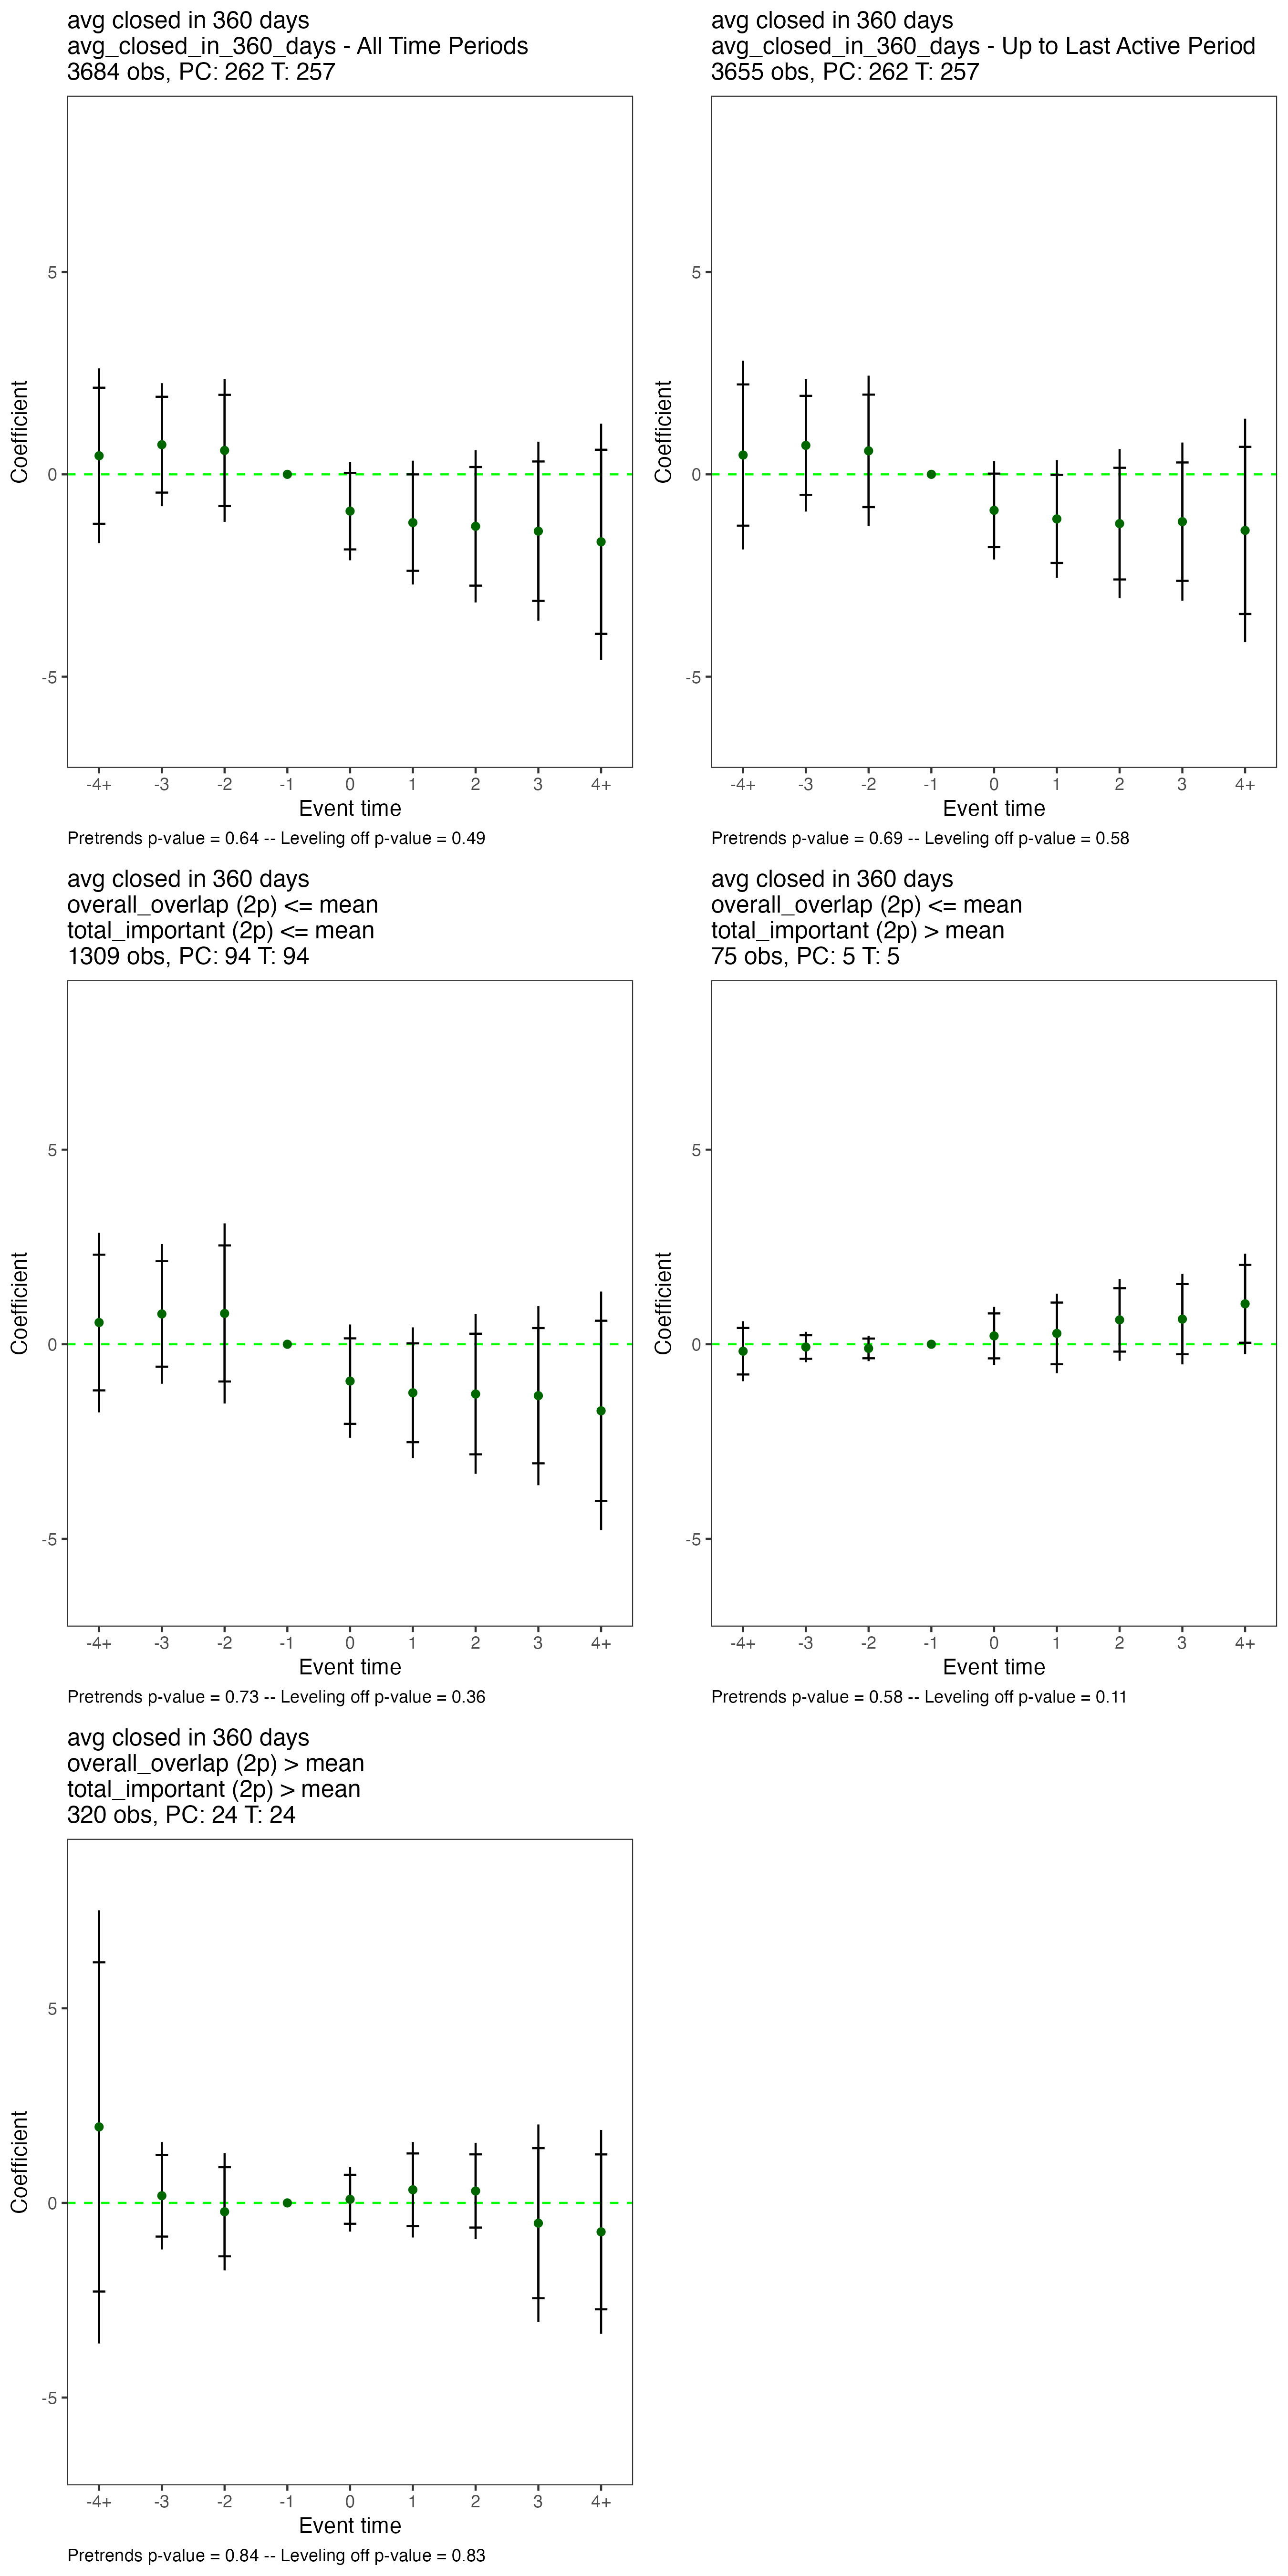 avg closed in 360 days
avg_closed_in_360_days - All Time Periods
3684 obs, PC: 262 T: 257
5
0
-5
Coefficient
-4+ -3 -2 -1 0 1 2 3 4+
Event time
Pretrends p-value = 0.64 -- Leveling off p-value = 0.49
avg closed in 360 days
avg_closed_in_360_days - Up to Last Active Period
3655 obs, PC: 262 T: 257
5
0
-5
Coefficient
-4+ -3 -2 -1 0 1 2 3 4+
Event time
Pretrends p-value = 0.69 -- Leveling off p-value = 0.58
avg closed in 360 days
overall_overlap (2p) <= mean
total_important (2p) <= mean
1309 obs, PC: 94 T: 94
5
0
-5
Coefficient
-4+ -3 -2 -1 0 1 2 3 4+
Event time
Pretrends p-value = 0.73 -- Leveling off p-value = 0.36
avg closed in 360 days
overall_overlap (2p) <= mean
total_important (2p) > mean
75 obs, PC: 5 T: 5
5
0
-5
Coefficient
-4+ -3 -2 -1 0 1 2 3 4+
Event time
Pretrends p-value = 0.58 -- Leveling off p-value = 0.11
avg closed in 360 days
overall_overlap (2p) > mean
total_important (2p) > mean
320 obs, PC: 24 T: 24
5
0
-5
Coefficient
-4+ -3 -2 -1 0 1 2 3 4+
Event time
Pretrends p-value = 0.84 -- Leveling off p-value = 0.83